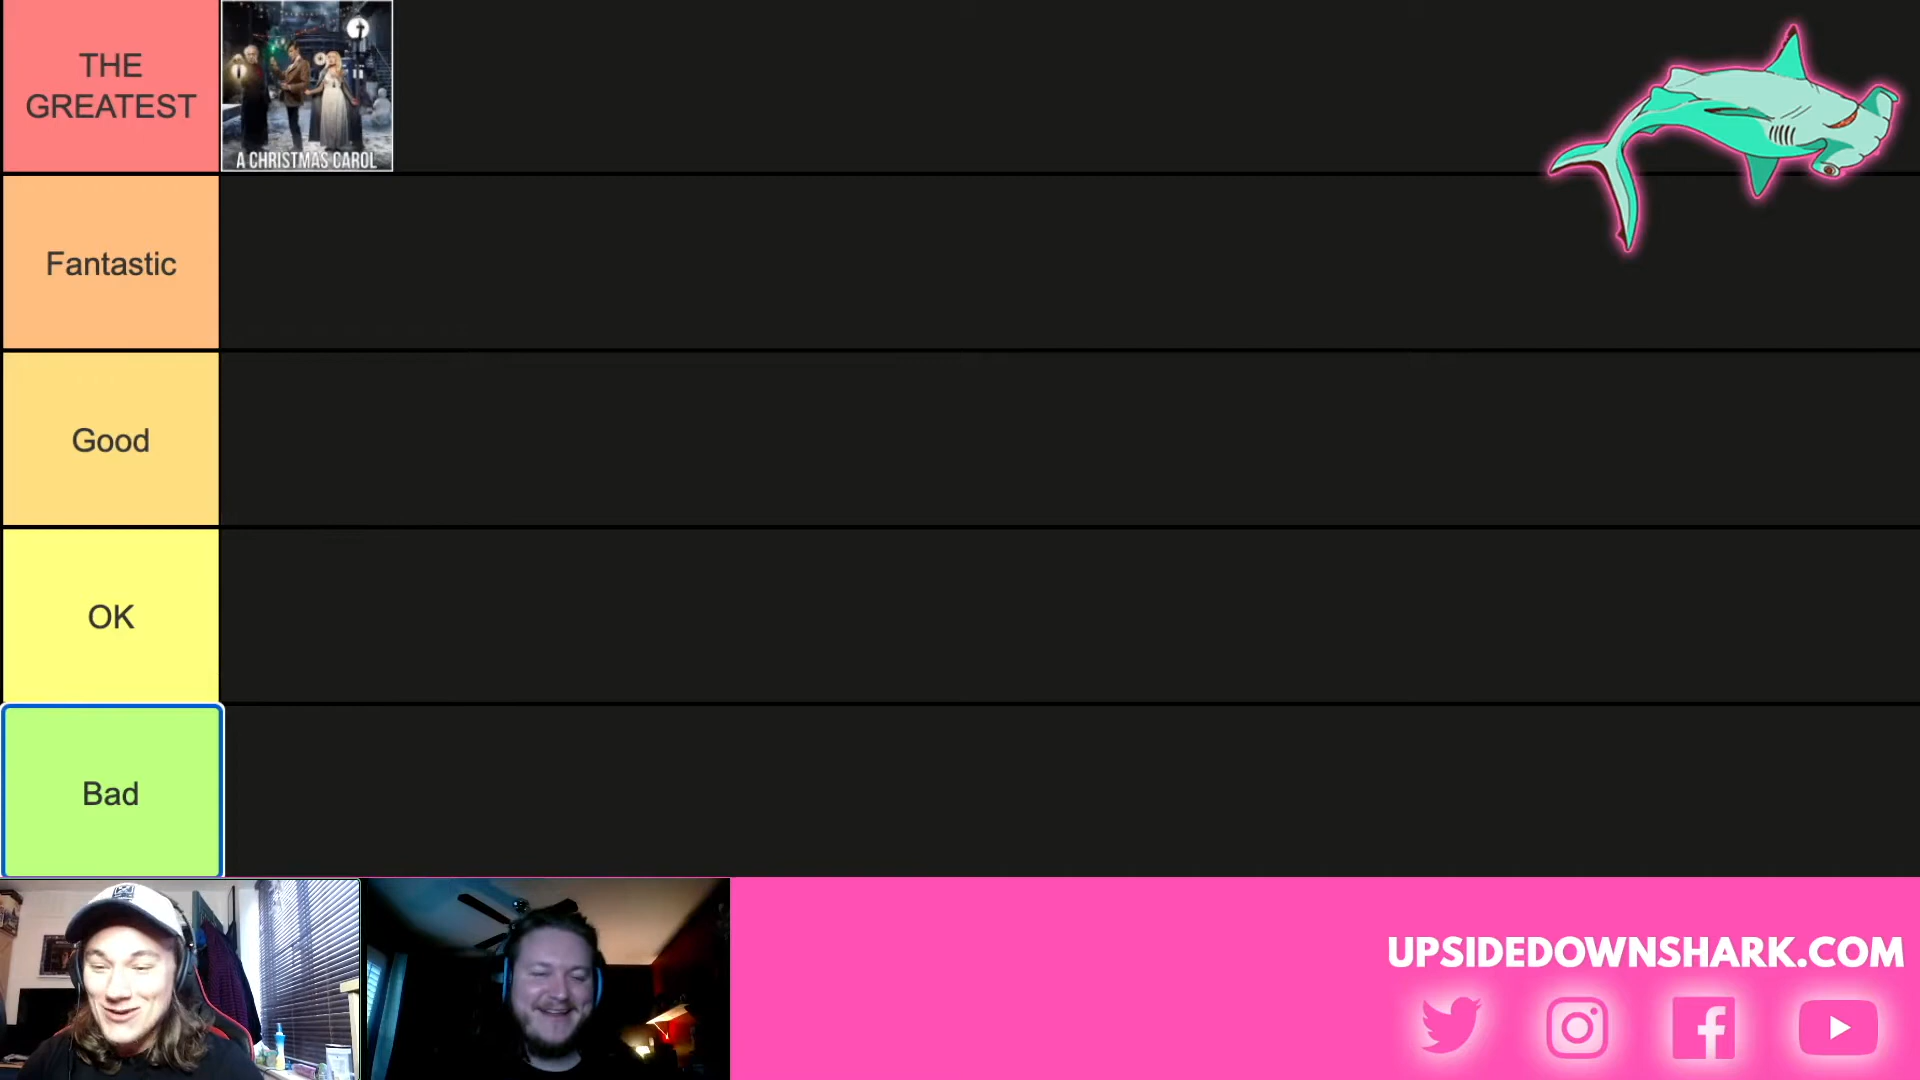 THE
GREATEST
A CHRISTMAS CAROL
Fantastic
Good
OK
Bad
UPSIDEDOWNSHARK.COM